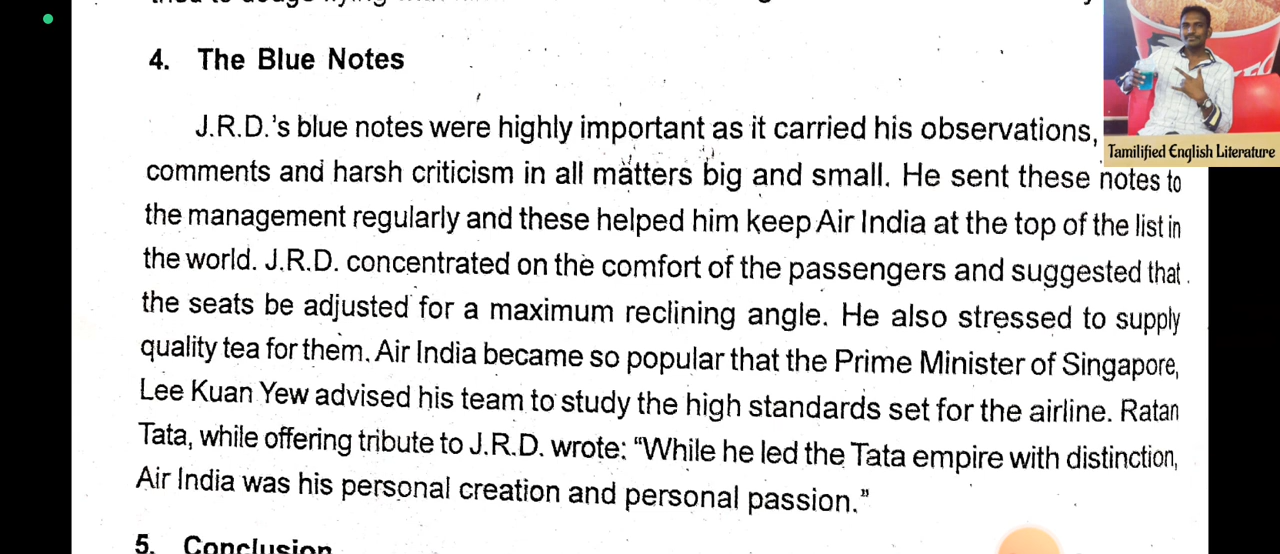 4. The Blue Notes
J.R.D.'s blue notes were highly important as it carried his observations,
comments and harsh criticism in all matters big and small. He sent these notes to
the management regularly and these helped him keep Air India at the top of the list in
the world. J.R.D. concentrated on the comfort of the passengers and suggested that
the seats be adjusted for a maximum reclining angle. He also stressed to supply
quality tea for them. Air India became so popular that the Prime Minister of Singapore,
Lee Kuan Yew advised his team to study the high standards set for the airline. Ratan
Tata, while offering tribute to J.R.D. wrote: "While he led the Tata empire with distinction,
Air India was his personal creation and personal passion."
5. Conclusion
Tamilified English Literature